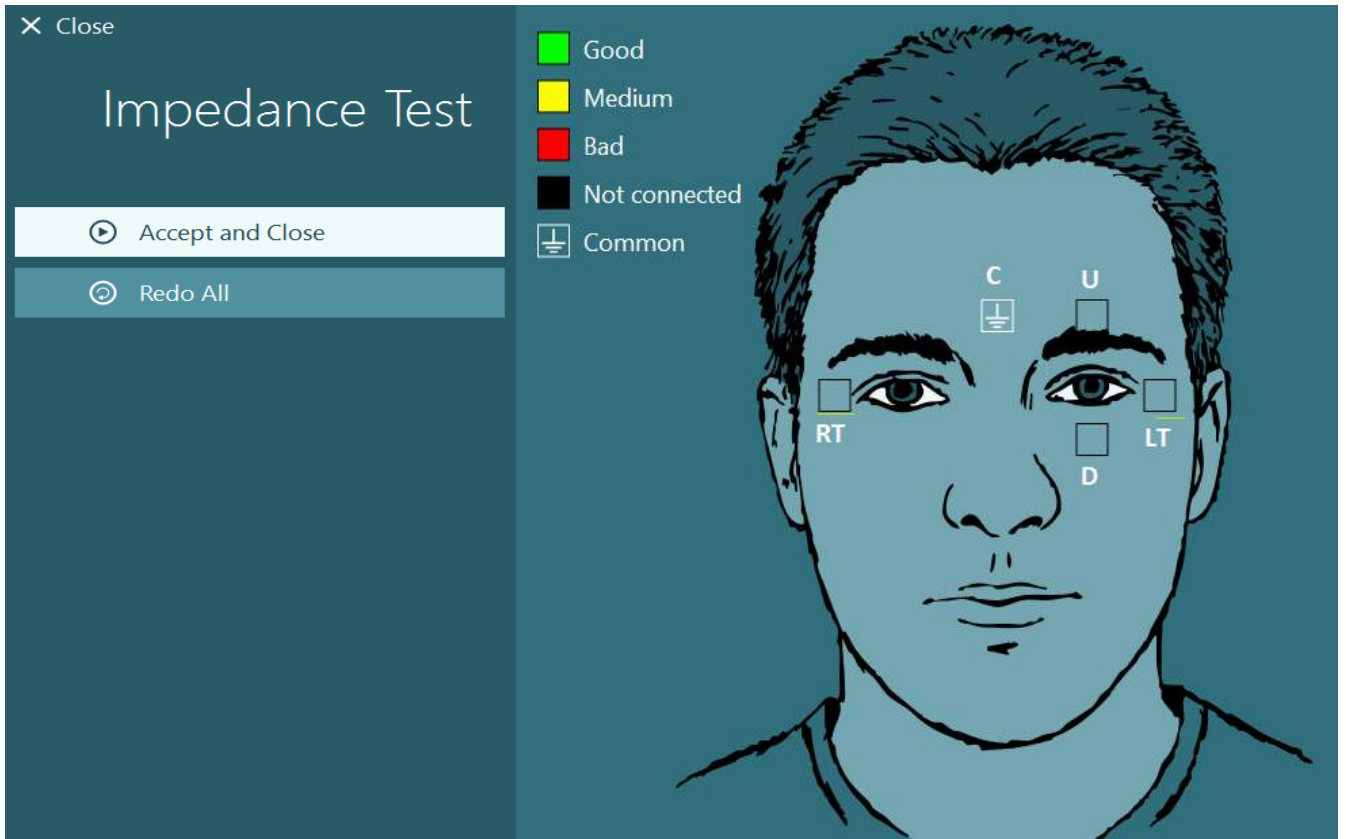 Close
Impedance Test
Accept and Close
Redo All
Good
Medium
Bad
Not connected
Common
C
U
RT
LT
D